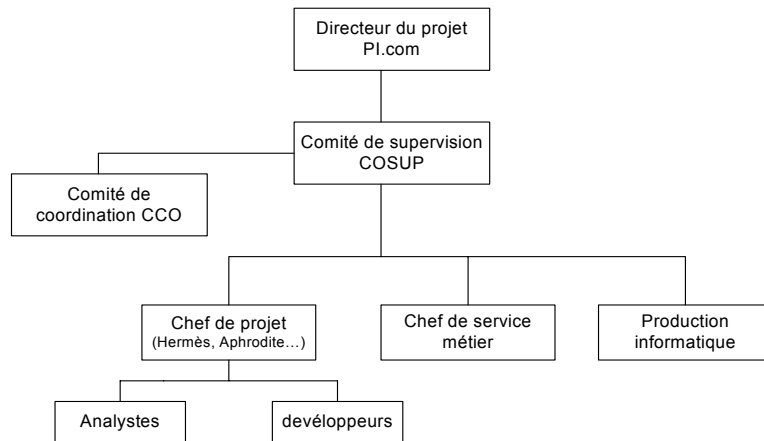 Directeur du projet
PI.com
Comité de supervision
COSUP
Comité de
coordination CCO
Chef de projet
(Hermès, Aphrodite…)
Chef de service
métier
Production
informatique
Analystes
devéloppeurs